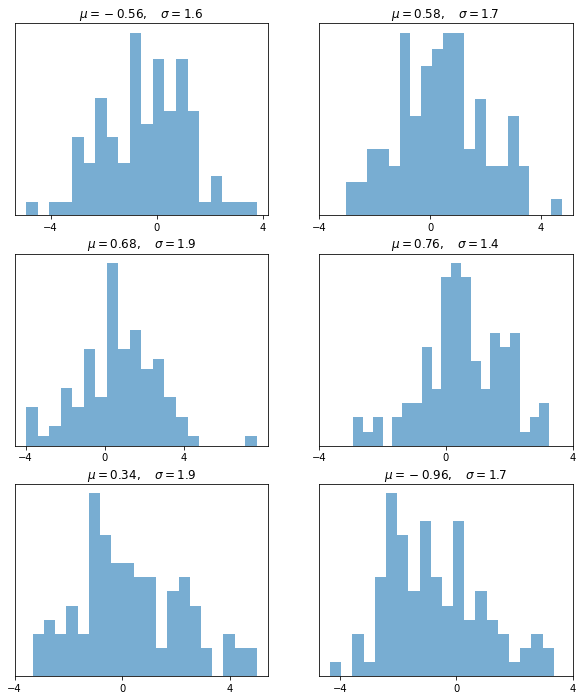 μ = −0.56, σ = 1.6
μ = 0.58, σ = 1.7
−4 0 4
−4 0 4
μ = 0.68, σ = 1.9
μ = 0.76, σ = 1.4
−4 0 4
−4 0 4
μ = 0.34, σ = 1.9
μ = −0.96, σ = 1.7
−4 0 4
−4 0 4